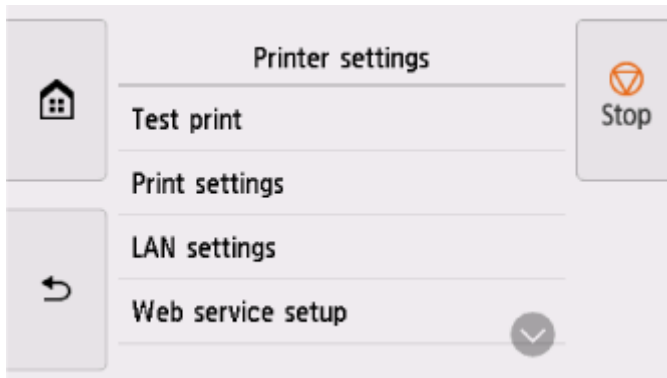 Printer settings
Stop
Test print
Print settings
LAN settings
Web service setup